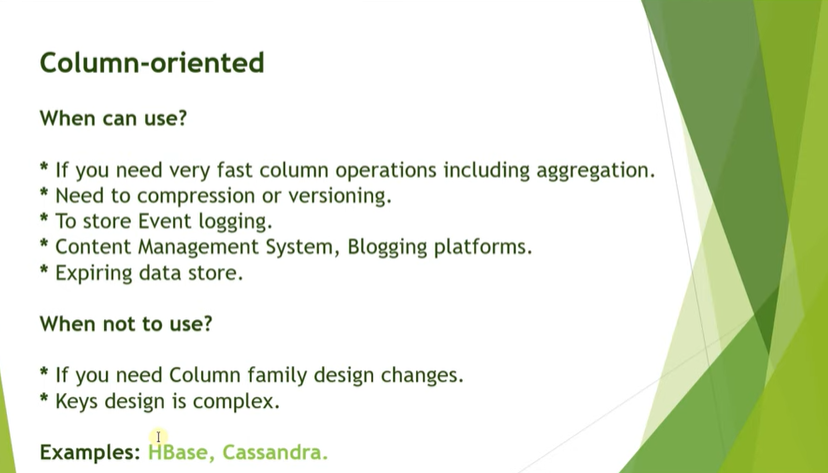 Column-oriented
When can use?
* If you need very fast column operations including aggregation.
* Need to compression or versioning.
* To store Event logging.
* Content Management System, Blogging platforms.
* Expiring data store.
When not to use?
* If you need Column family design changes.
* Keys design is complex.
Examples: HBase, Cassandra.